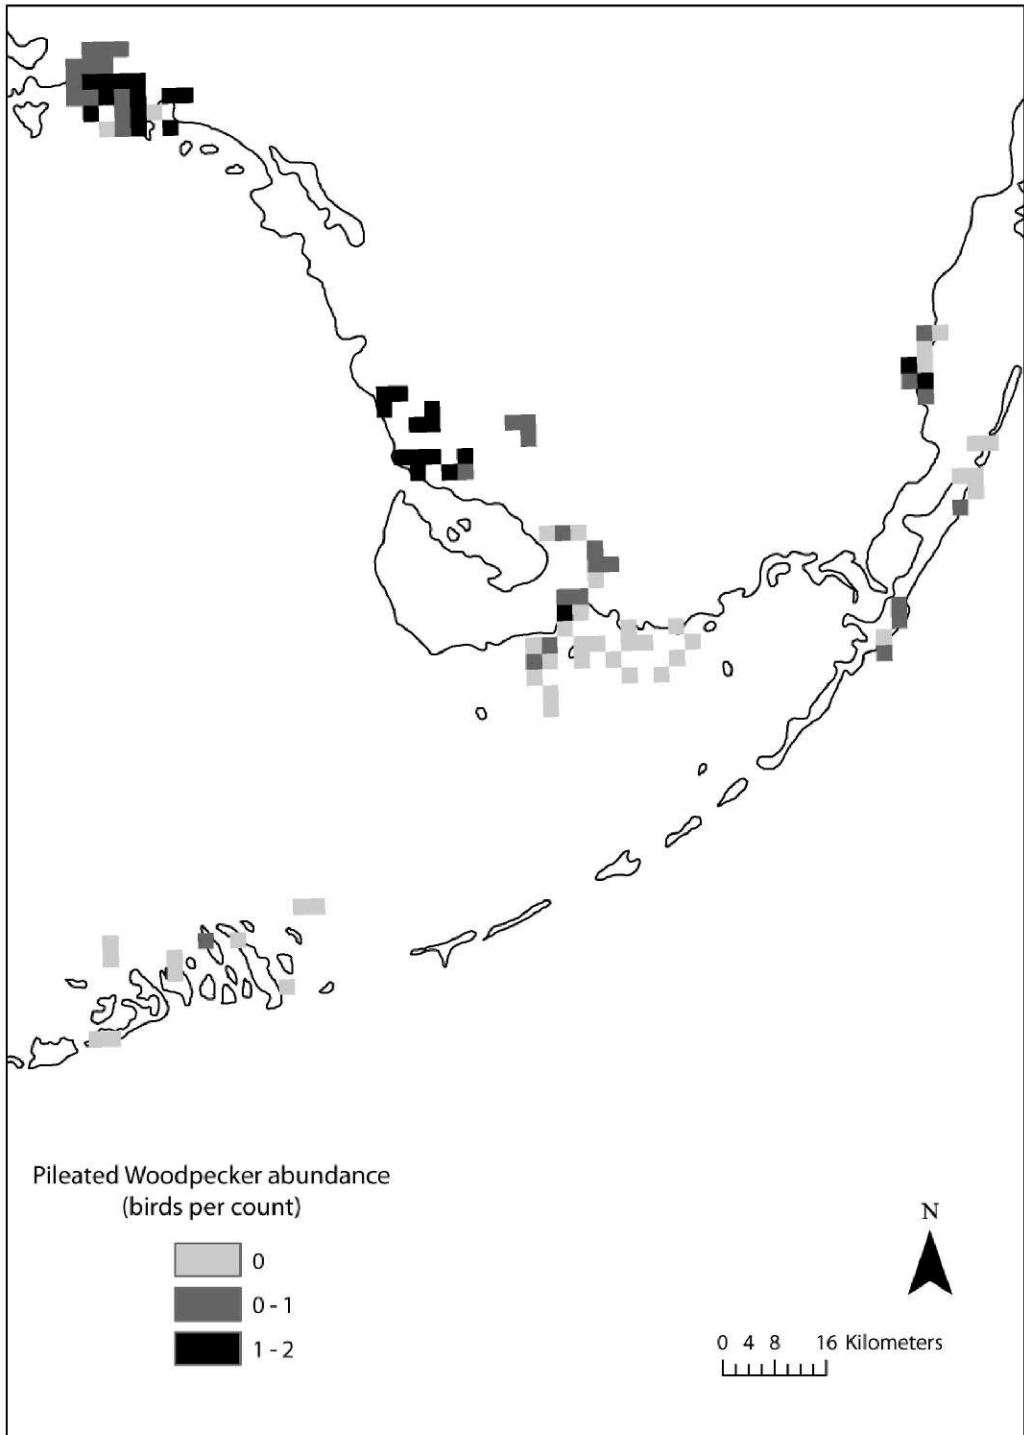 Pileated Woodpecker abundance
(birds per count)
0
0 - 1
1 - 2
N
0 4 8 16 Kilometers